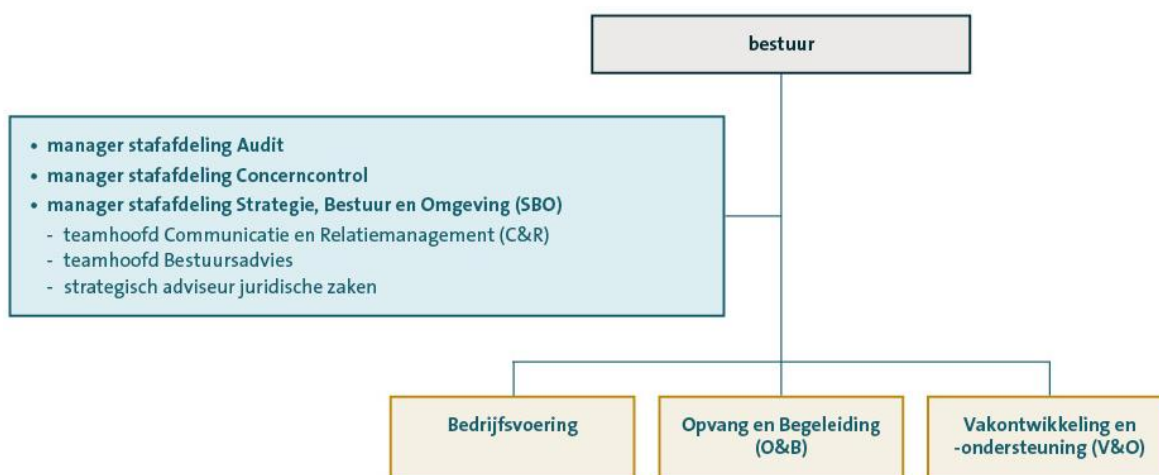 bestuur
• manager stafafdeling Audit
• manager stafafdeling Concerncontrol
• manager stafafdeling Strategie, Bestuur en Omgeving (SBO)
- teamhoofd Communicatie en Relatiemanagement (C&R)
- teamhoofd Bestuursadvies
- strategisch adviseur juridische zaken
Bedrijfsvoering
Opvang en Begeleiding
(O&B)
Vakontwikkeling en
-ondersteuning (V&O)